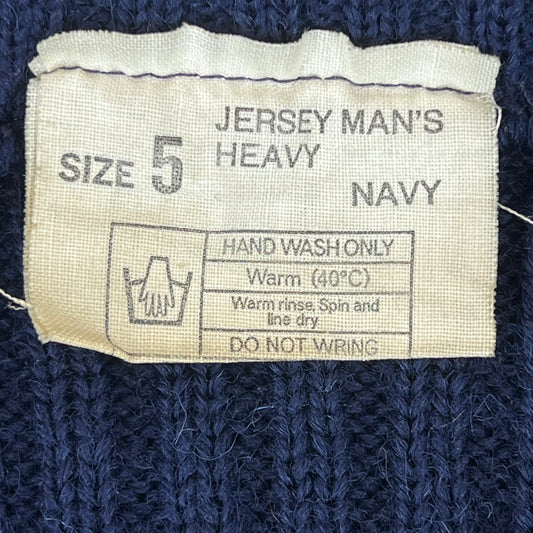 JERSEY MAN'S
SIZE 5 HEAVY
NAVY
HAND WASH ONLY
Warm (40°C)
Warm rinse, Spin and
line dry
DO NOT WRING